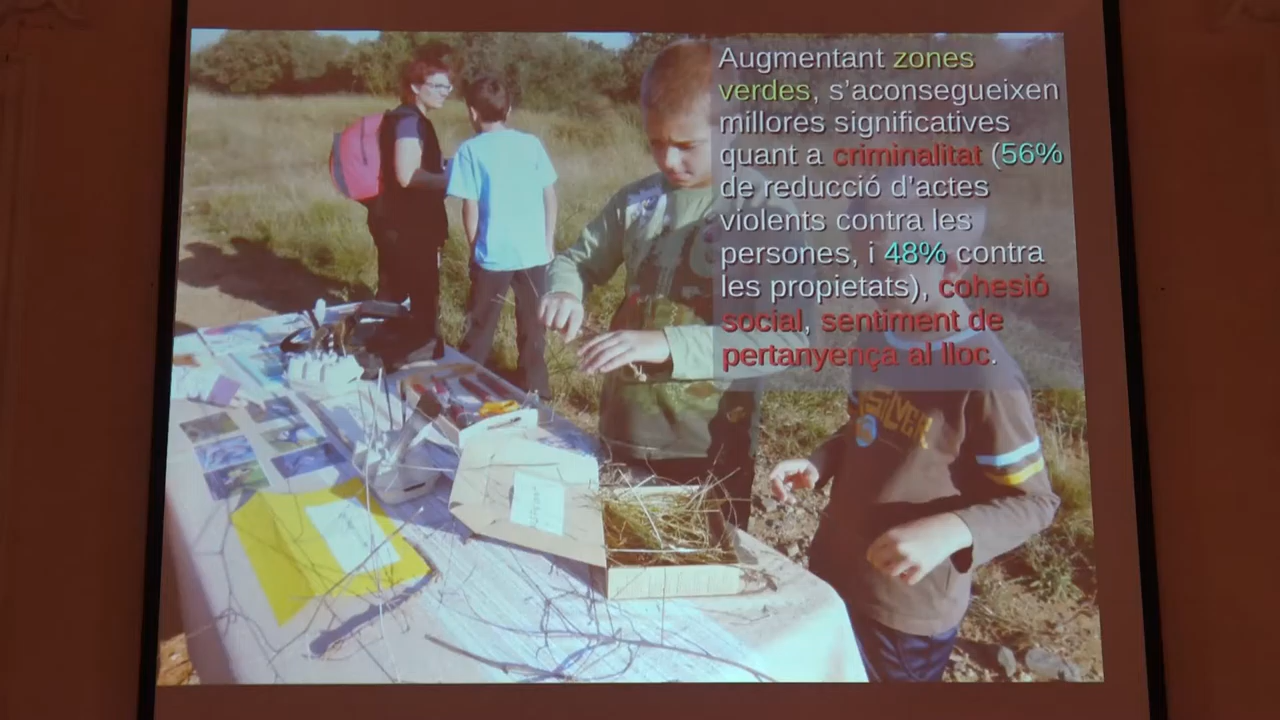 Augmentant zones
verdes, s'aconsegueixen
millores significatives
quant a criminalitat (56%
de reducció d'actes
violents contra les
persones, i 48% contra
les propietats), cohesió
social, sentiment de
pertanyença al lloc.